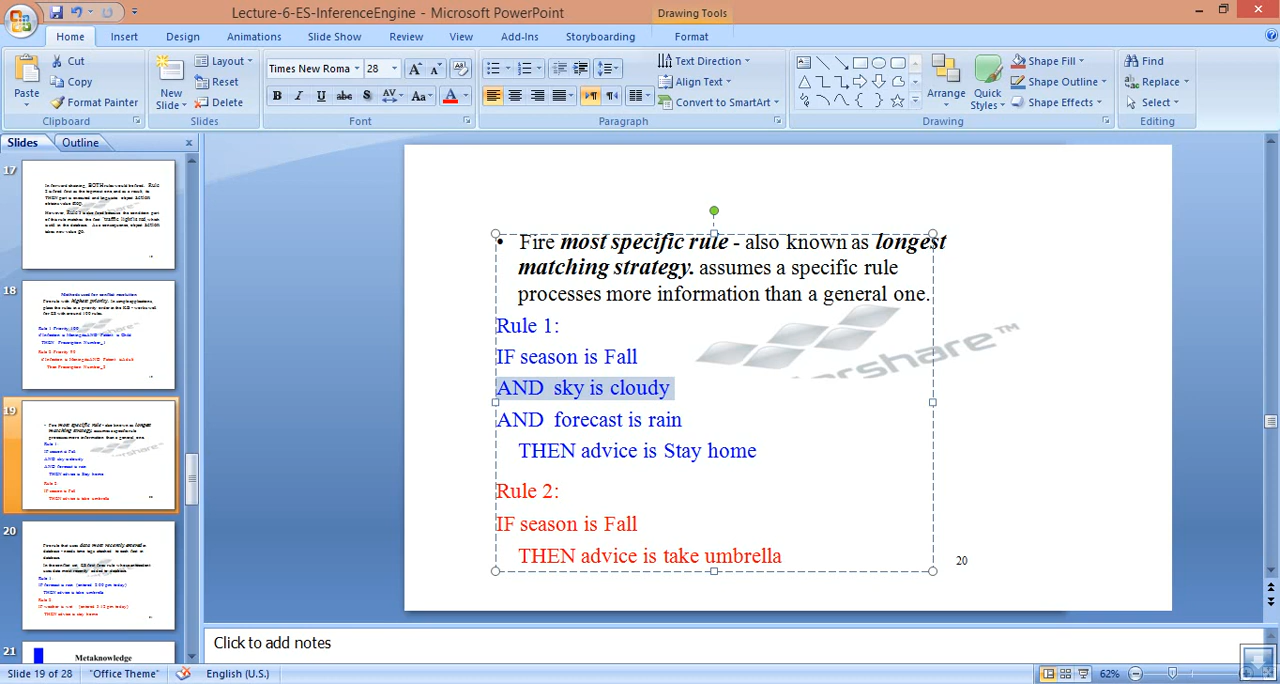 Lecture-6-ES-InferenceEngine - Microsoft PowerPoint
Drawing Tools
Home
Insert
Design
Animations
Slide Show
Review
View
Add-Ins
Storyboarding
Format
Paste
Cut
Copy
Format Painter
Clipboard
New Slide
Layout
Reset
Delete
Slides
Times New Roma
28
B I U abc S AV Aa A
Font
Text Direction
Align Text
Convert to SmartArt
Paragraph
Arrange
Quick Styles
Shape Fill
Shape Outline
Shape Effects
Drawing
Find
Replace
Select
Editing
Slides
Outline
17
18
19
20
21
Metaknowledge
• Fire most specific rule - also known as longest
matching strategy. assumes a specific rule
processes more information than a general one.
Rule 1:
IF season is Fall
AND sky is cloudy
AND forecast is rain
THEN advice is Stay home
Rule 2:
IF season is Fall
THEN advice is take umbrella
ershare™
20
Click to add notes
Slide 19 of 28
"Office Theme"
English (U.S.)
62%